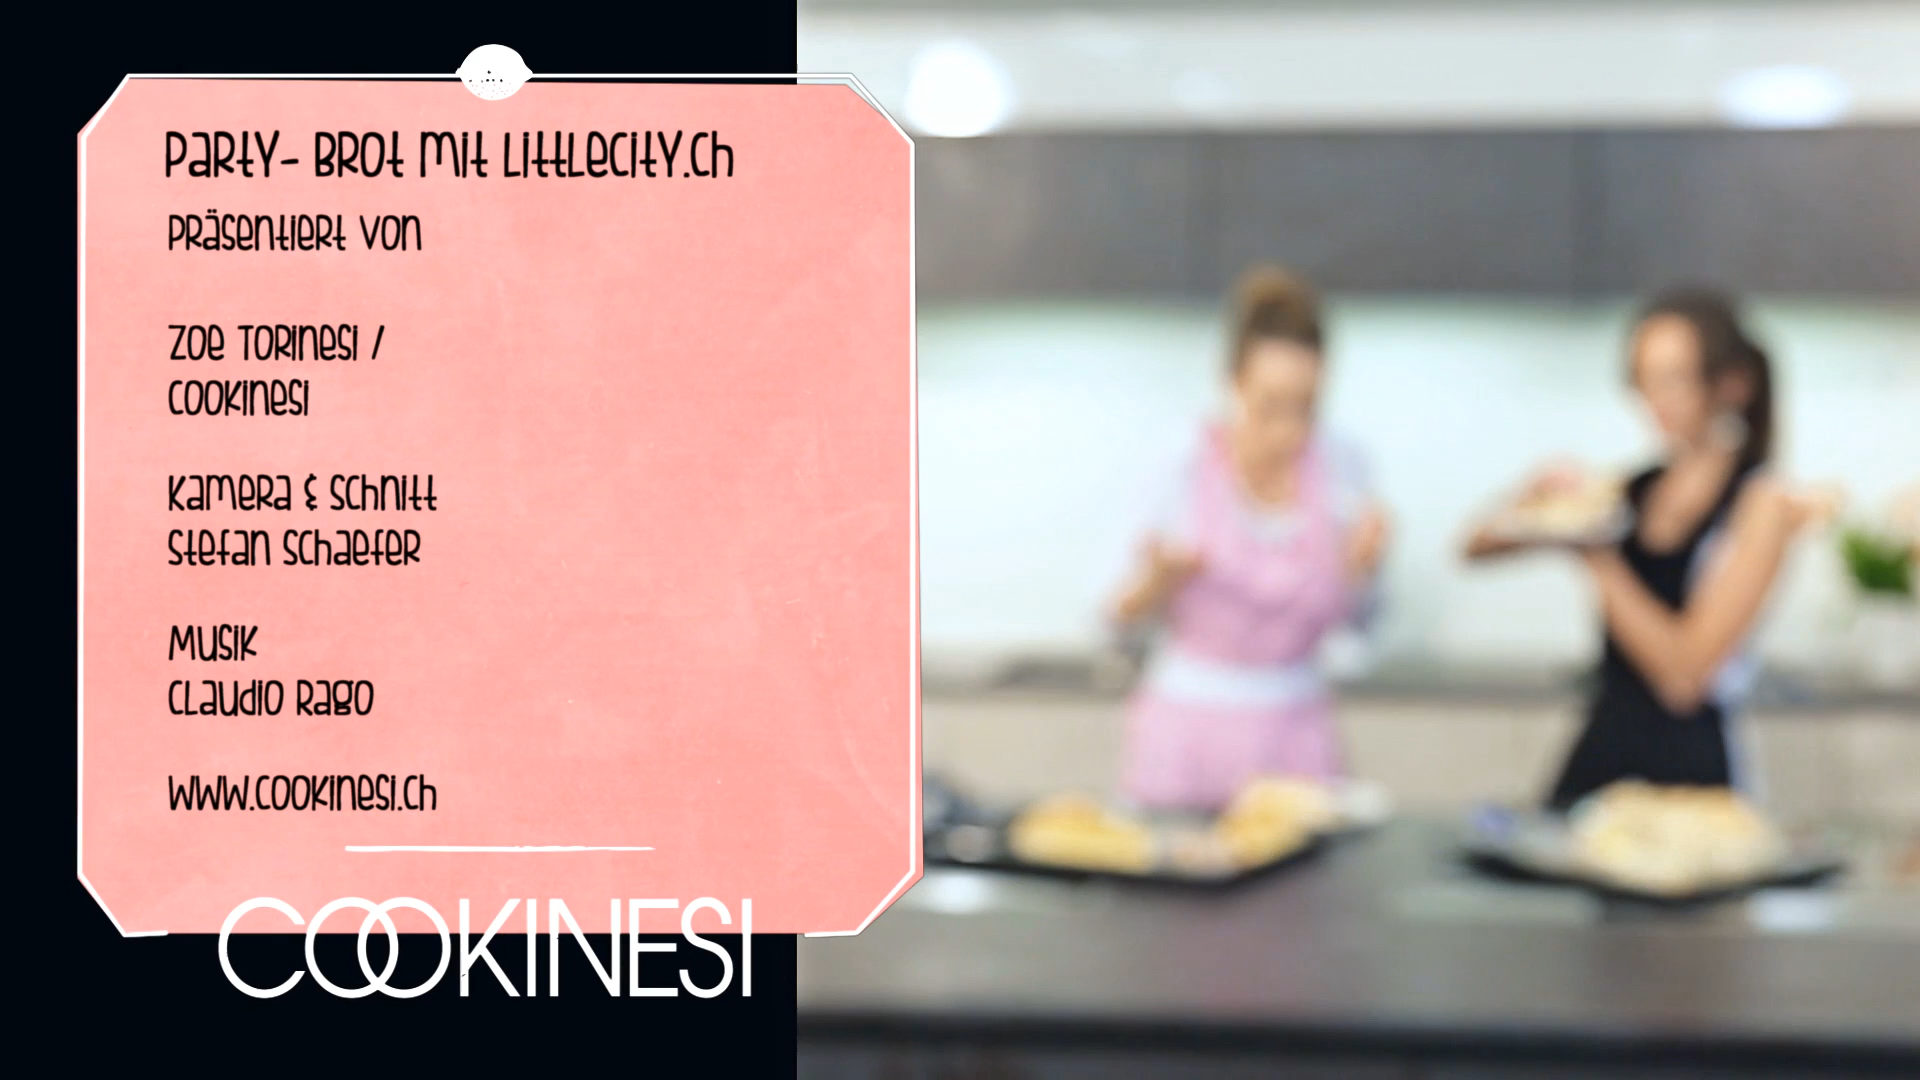 Party- Brot mit Littlecity.ch
Präsentiert von
Zoe Torinesi /
Cookinesi
Kamera & Schnitt
Stefan Schaefer
Musik
Claudio Rago
www.cookinesi.ch
COOKINESI